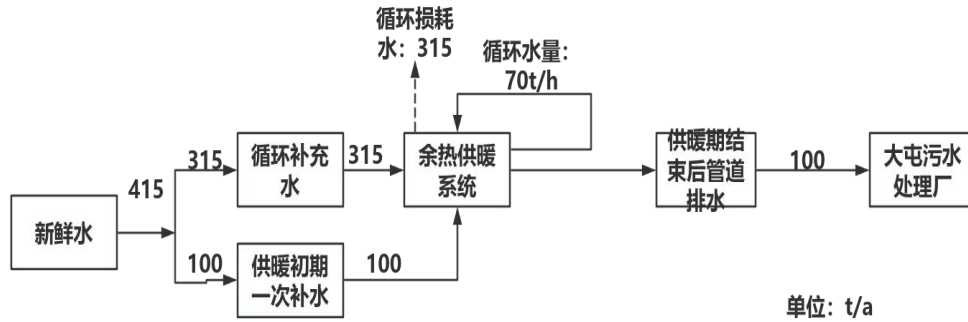 循环损耗
水：315
循环水量：
70t/h
315
循环补充
水
315
余热供暖
系统
供暖期结
束后管道
排水
100
大屯污水
处理厂
415
新鲜水
100
供暖初期
一次补水
100
单位：t/a